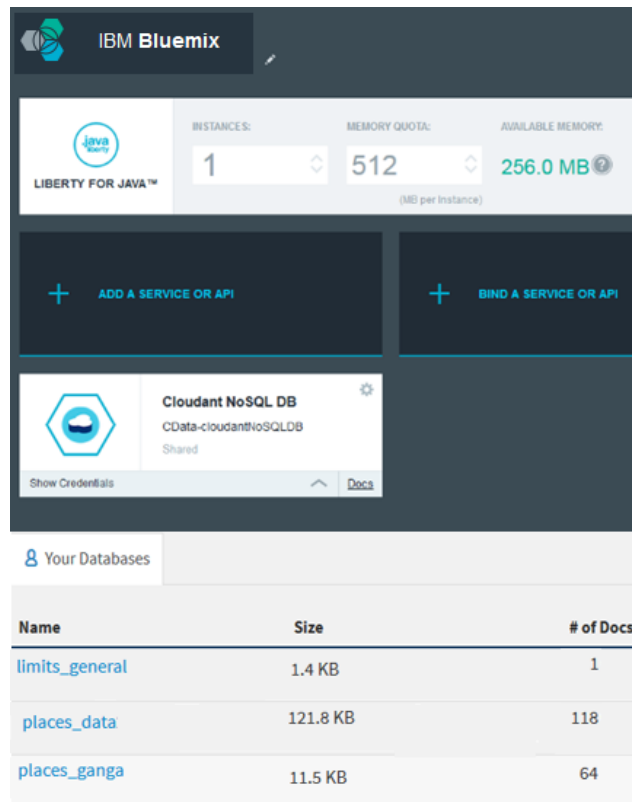 IBM Bluemix
INSTANCES: MEMORY QUOTA: AVAILABLE MEMORY:
java
liberty
1 512 256.0 MB ?
LIBERTY FOR JAVA™
(MB per Instance)
+ ADD A SERVICE OR API + BIND A SERVICE OR API
Cloudant NoSQL DB
CData-cloudantNoSQLDB
Shared
Show Credentials Docs
Your Databases
Name Size # of Docs
limits_general 1.4 KB 1
places_data 121.8 KB 118
places_ganga 11.5 KB 64